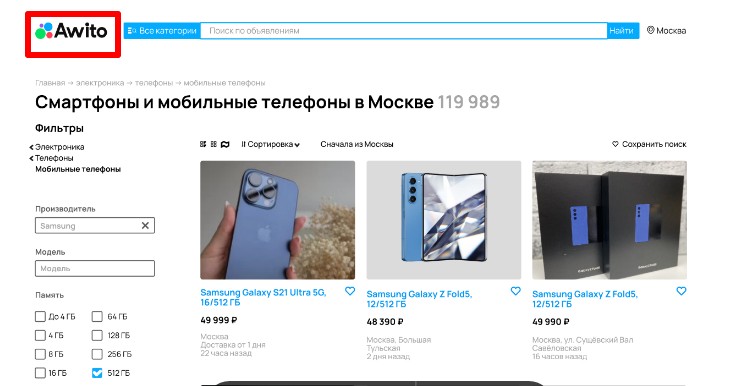 Awito
Все категории
Поиск по объявлениям
Найти
Москва
Главная → электроника → телефоны → мобильные телефоны
Смартфоны и мобильные телефоны в Москве 119 989
Фильтры
Электроника
Телефоны
Мобильные телефоны
Сортировка
Сначала из Москвы
Сохранить поиск
Производитель
Samsung
Модель
Модель
Память
До 4 ГБ
64 ГБ
4 ГБ
128 ГБ
8 ГБ
256 ГБ
16 ГБ
512 ГБ
Samsung Galaxy S21 Ultra 5G,
16/512 ГБ
49 999 ₽
Москва
Доставка от 1 дня
22 часа назад
Samsung Galaxy Z Fold5,
12/512 ГБ
48 390 ₽
Москва, Большая
Тульская
2 дня назад
Samsung Galaxy Z Fold5,
12/512 ГБ
49 990 ₽
Москва, ул. Сущёвский Вал
Савёловская
16 часов назад